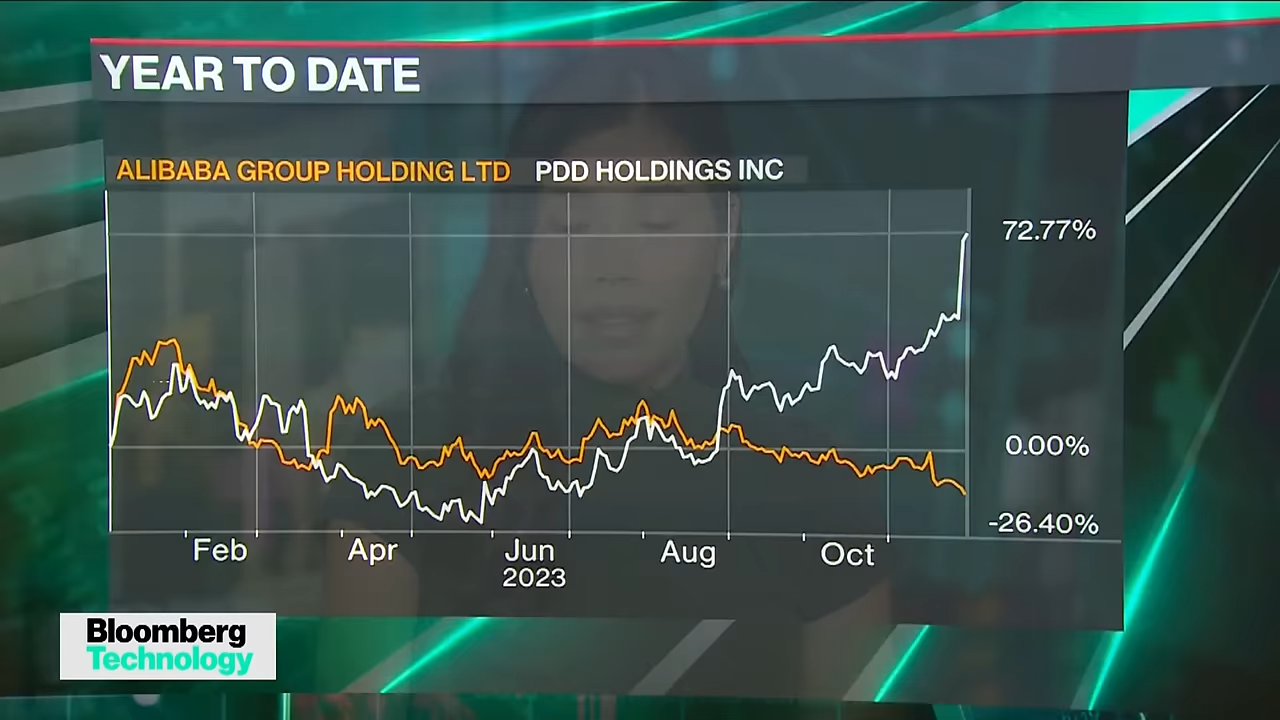 YEAR TO DATE
ALIBABA GROUP HOLDING LTD PDD HOLDINGS INC
72.77%
0.00%
-26.40%
Feb Apr Jun Aug Oct
2023
Bloomberg
Technology